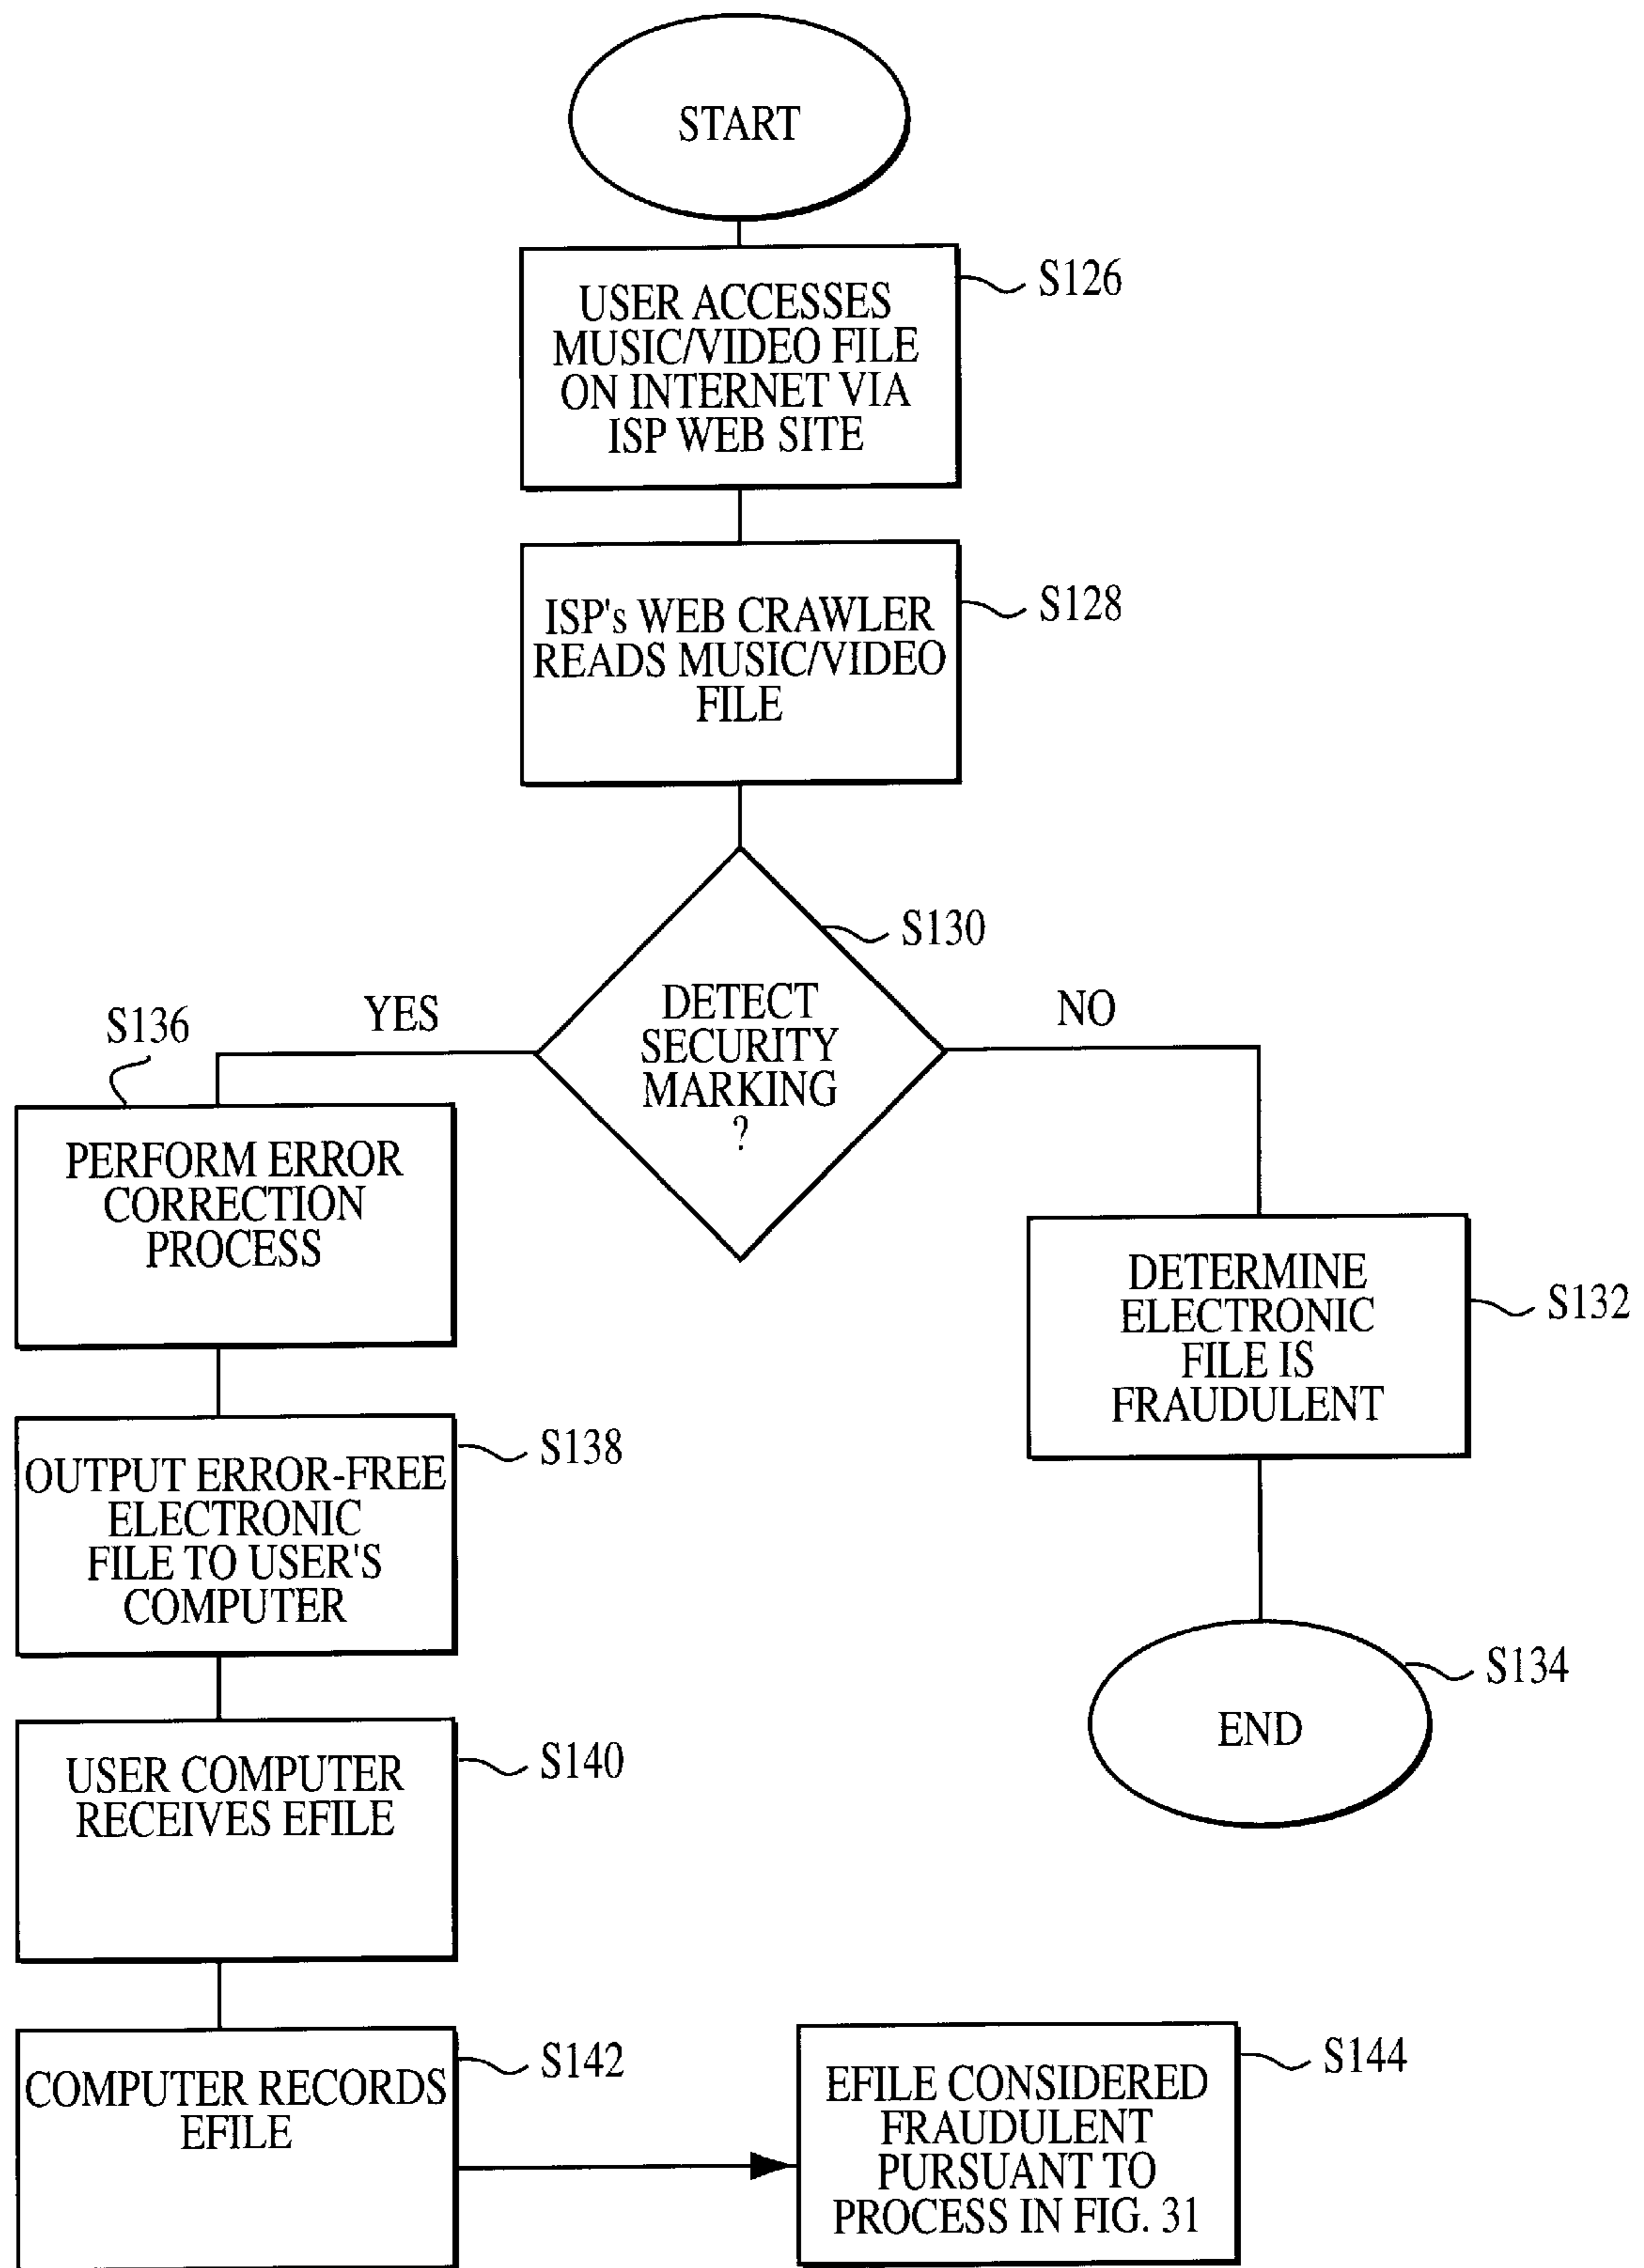 START
USER ACCESSES
MUSIC/VIDEO FILE
ON INTERNET VIA
ISP WEB SITE
S126
ISP's WEB CRAWLER
READS MUSIC/VIDEO
FILE
S128
DETECT
SECURITY
MARKING
?
S130
YES
NO
S136
PERFORM ERROR
CORRECTION
PROCESS
DETERMINE
ELECTRONIC
FILE IS
FRAUDULENT
S132
OUTPUT ERROR-FREE
ELECTRONIC
FILE TO USER'S
COMPUTER
S138
END
S134
USER COMPUTER
RECEIVES EFILE
S140
COMPUTER RECORDS
EFILE
S142
EFILE CONSIDERED
FRAUDULENT
PURSUANT TO
PROCESS IN FIG. 31
S144